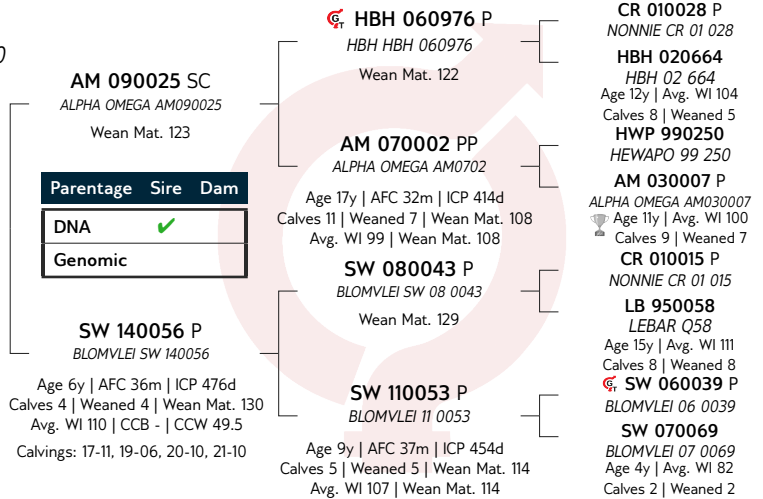 0
AM 090025 SC
ALPHA OMEGA AM090025
Wean Mat. 123
Parentage Sire Dam
DNA ✔
Genomic
SW 140056 P
BLOMVLEI SW 140056
Age 6y | AFC 36m | ICP 476d
Calves 4 | Weaned 4 | Wean Mat. 130
Avg. WI 110 | CCB - | CCW 49.5
Calvings: 17-11, 19-06, 20-10, 21-10
GT HBH 060976 P
HBH HBH 060976
Wean Mat. 122
AM 070002 PP
ALPHA OMEGA AM0702
Age 17y | AFC 32m | ICP 414d
Calves 11 | Weaned 7 | Wean Mat. 108
Avg. WI 99 | Wean Mat. 108
SW 080043 P
BLOMVLEI SW 08 0043
Wean Mat. 129
SW 110053 P
BLOMVLEI 11 0053
Age 9y | AFC 37m | ICP 454d
Calves 5 | Weaned 5 | Wean Mat. 114
Avg. WI 107 | Wean Mat. 114
CR 010028 P
NONNIE CR 01 028
HBH 020664
HBH 02 664
Age 12y | Avg. WI 104
Calves 8 | Weaned 5
HWP 990250
HEWAPO 99 250
AM 030007 P
ALPHA OMEGA AM030007
Age 11y | Avg. WI 100
Calves 9 | Weaned 7
CR 010015 P
NONNIE CR 01 015
LB 950058
LEBAR Q58
Age 15y | Avg. WI 111
Calves 8 | Weaned 8
GT SW 060039 P
BLOMVLEI 06 0039
SW 070069
BLOMVLEI 07 0069
Age 4y | Avg. WI 82
Calves 2 | Weaned 2